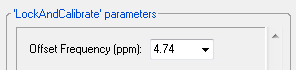 'LockAndCalibrate' parameters
Offset Frequency (ppm): 4.74